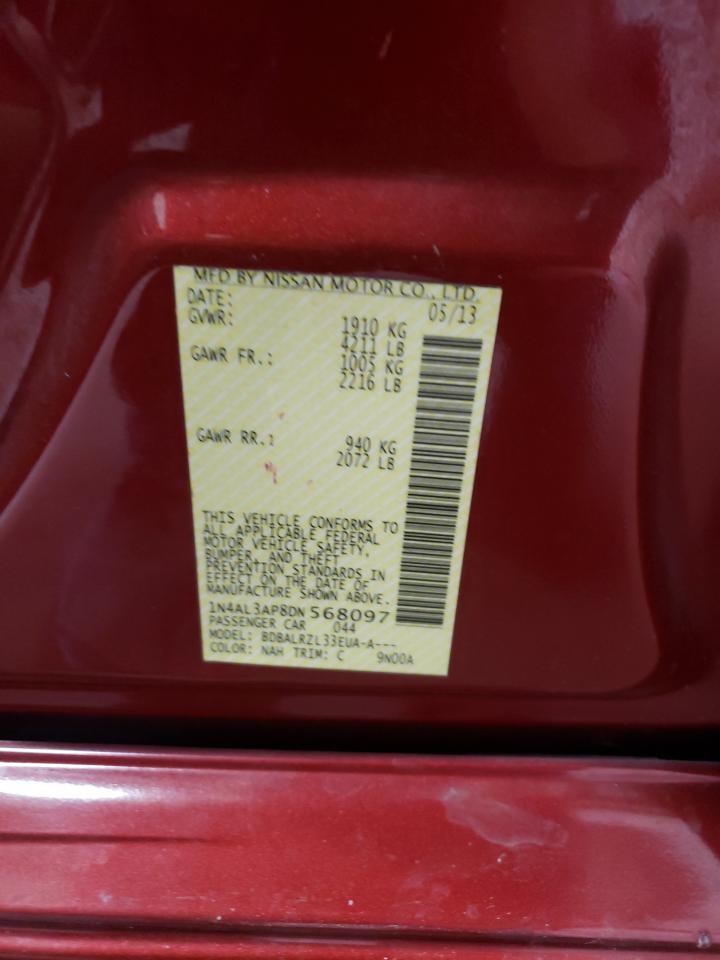 MFD BY NISSAN MOTOR CO., LTD.
DATE: 05/13
GVWR: 1910 KG
4211 LB
GAWR FR.: 1005 KG
2216 LB
GAWR RR.: 940 KG
2072 LB
THIS VEHICLE CONFORMS TO
ALL APPLICABLE FEDERAL
MOTOR VEHICLE SAFETY,
BUMPER, AND THEFT
PREVENTION STANDARDS IN
EFFECT ON THE DATE OF
MANUFACTURE SHOWN ABOVE.
1N4AL3AP8DN 568097
PASSENGER CAR 044
MODEL: BDBALRZL33EUA-A---
COLOR: NAH TRIM: C 9N00A